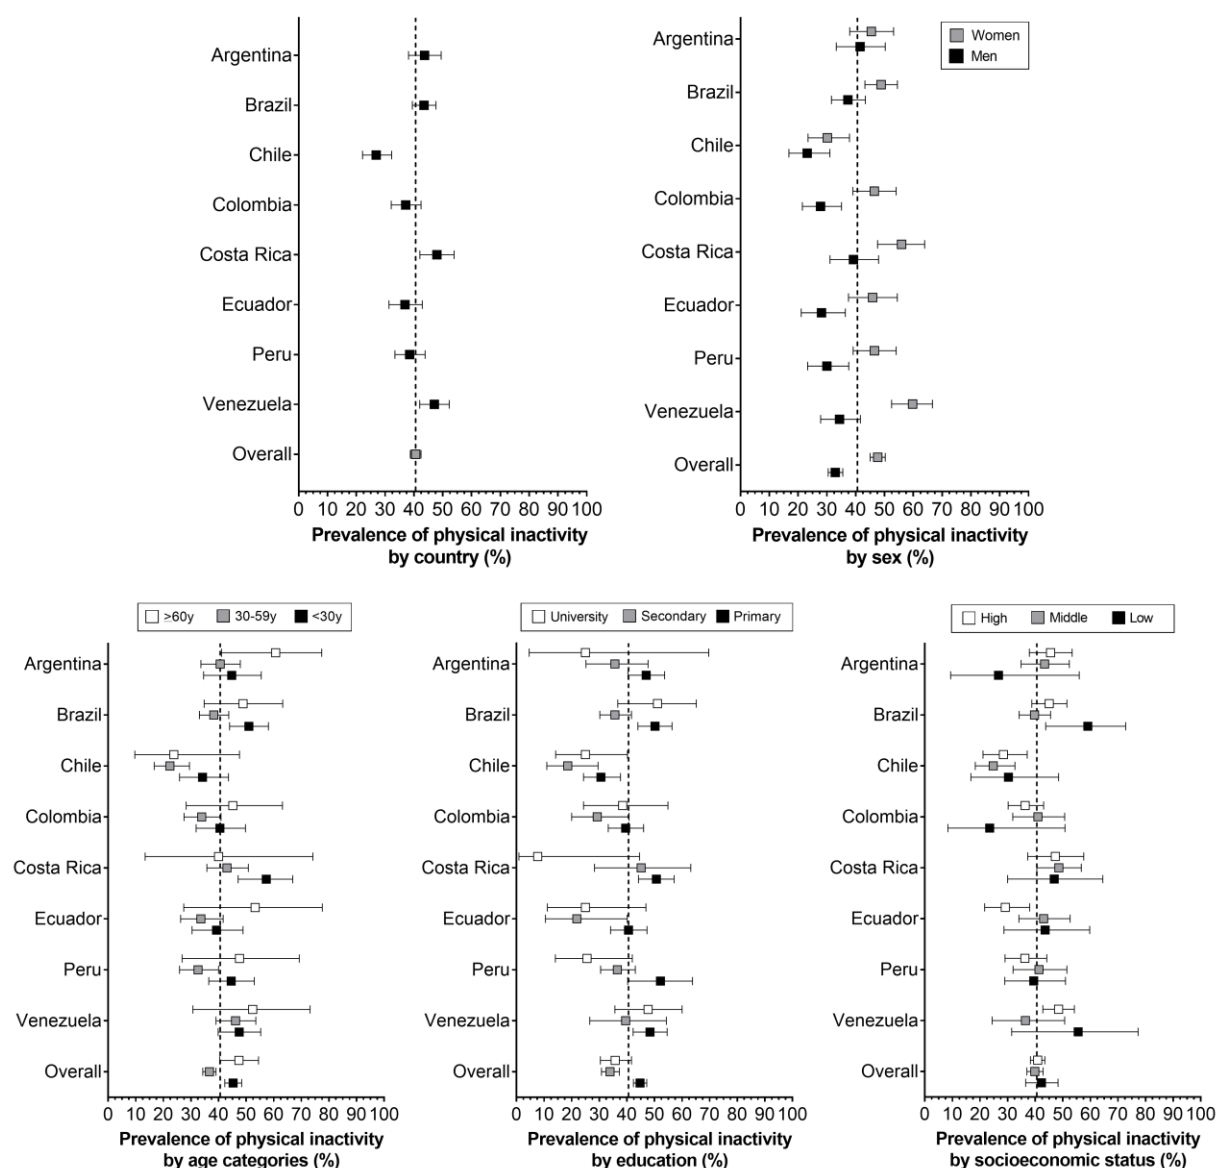 Argentina
Brazil
Chile
Colombia
Costa Rica
Ecuador
Peru
Venezuela
Overall
0 10 20 30 40 50 60 70 80 90 100
Prevalence of physical inactivity
by country (%)
Women
Men
Argentina
Brazil
Chile
Colombia
Costa Rica
Ecuador
Peru
Venezuela
Overall
0 10 20 30 40 50 60 70 80 90 100
Prevalence of physical inactivity
by sex (%)
≥60y 30-59y <30y
Argentina
Brazil
Chile
Colombia
Costa Rica
Ecuador
Peru
Venezuela
Overall
0 10 20 30 40 50 60 70 80 90 100
Prevalence of physical inactivity
by age categories (%)
University Secondary Primary
Argentina
Brazil
Chile
Colombia
Costa Rica
Ecuador
Peru
Venezuela
Overall
0 10 20 30 40 50 60 70 80 90 100
Prevalence of physical inactivity
by education (%)
High Middle Low
Argentina
Brazil
Chile
Colombia
Costa Rica
Ecuador
Peru
Venezuela
Overall
0 10 20 30 40 50 60 70 80 90 100
Prevalence of physical inactivity
by socioeconomic status (%)